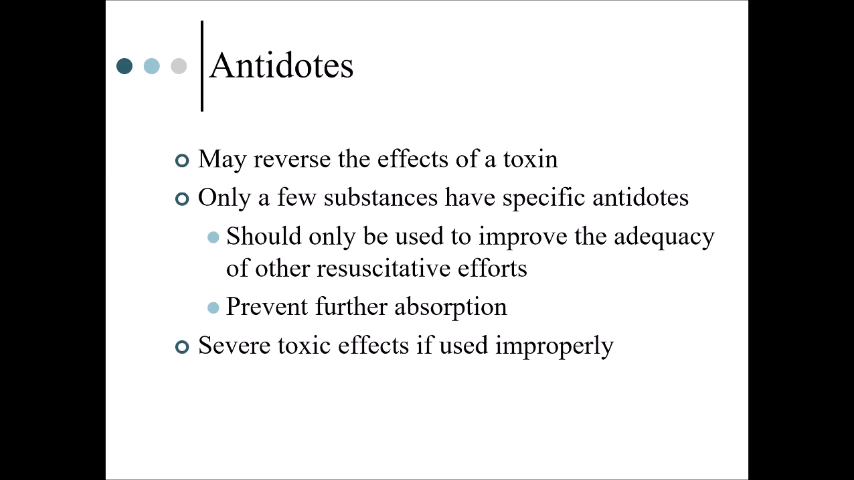 Antidotes
May reverse the effects of a toxin
Only a few substances have specific antidotes
Should only be used to improve the adequacy
of other resuscitative efforts
Prevent further absorption
Severe toxic effects if used improperly